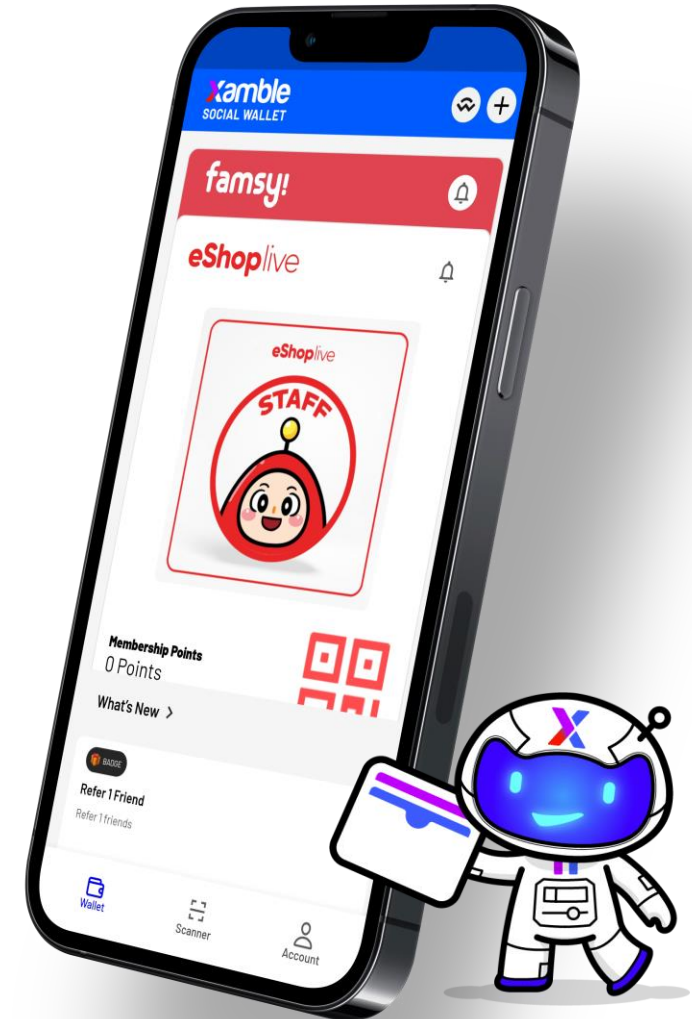 xamble
SOCIAL WALLET
famsy!
eShoplive
eShoplive
STAFF
Membership Points
0 Points
What's New >
BADGE
Refer 1 Friend
Refer 1 friends
Wallet
Scanner
Account
X